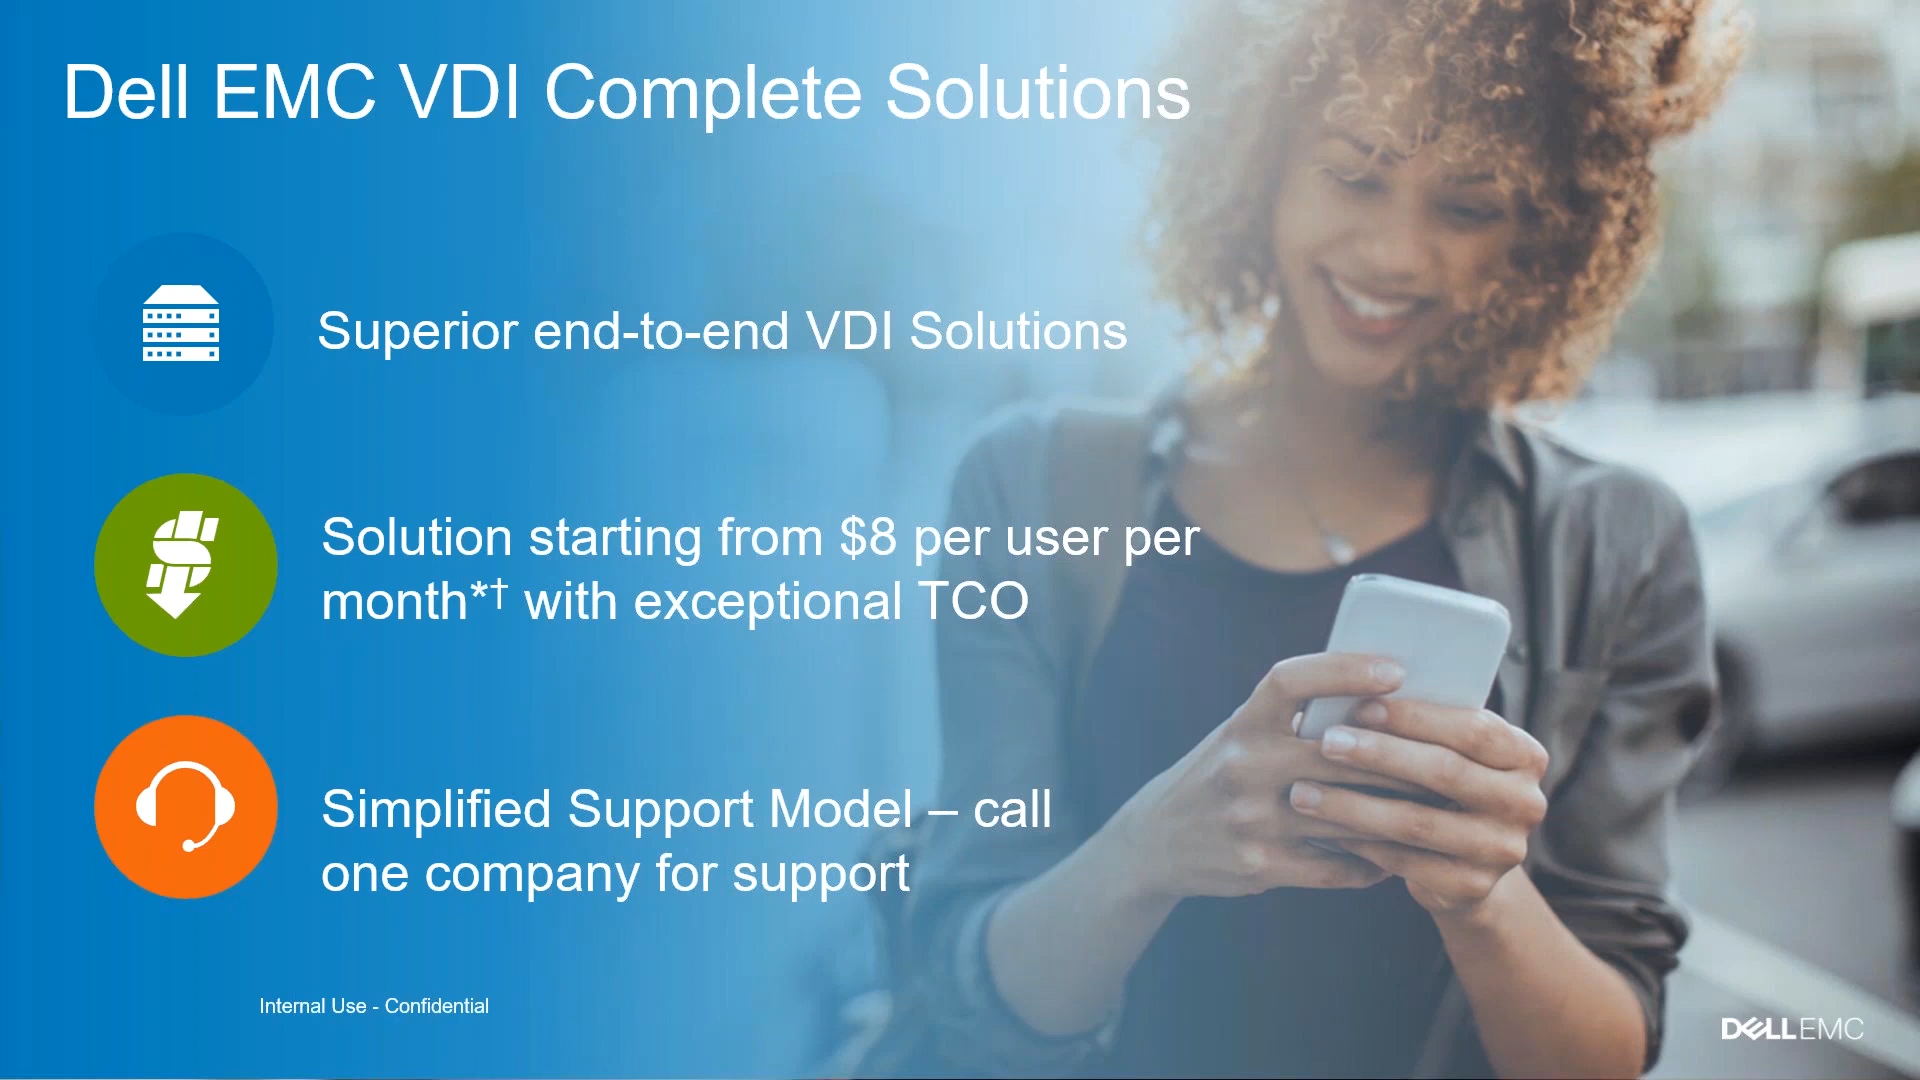 Dell EMC VDI Complete Solutions
Superior end-to-end VDI Solutions
Solution starting from $8 per user per
month*† with exceptional TCO
Simplified Support Model – call
one company for support
Internal Use - Confidential
DELLEMC